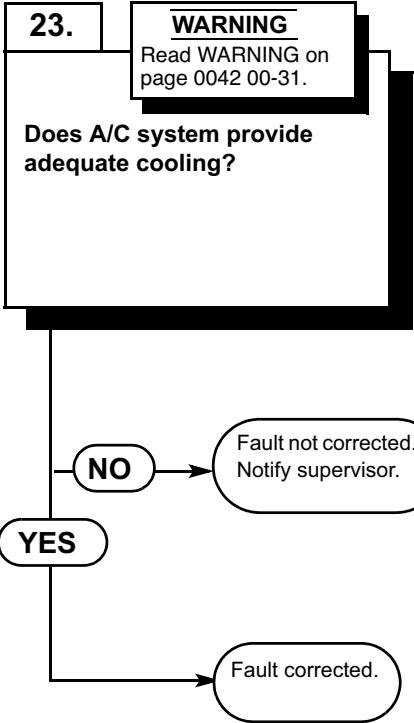 23.
WARNING
Read WARNING on
page 0042 00-31.
Does A/C system provide
adequate cooling?
NO
Fault not corrected.
Notify supervisor.
YES
Fault corrected.